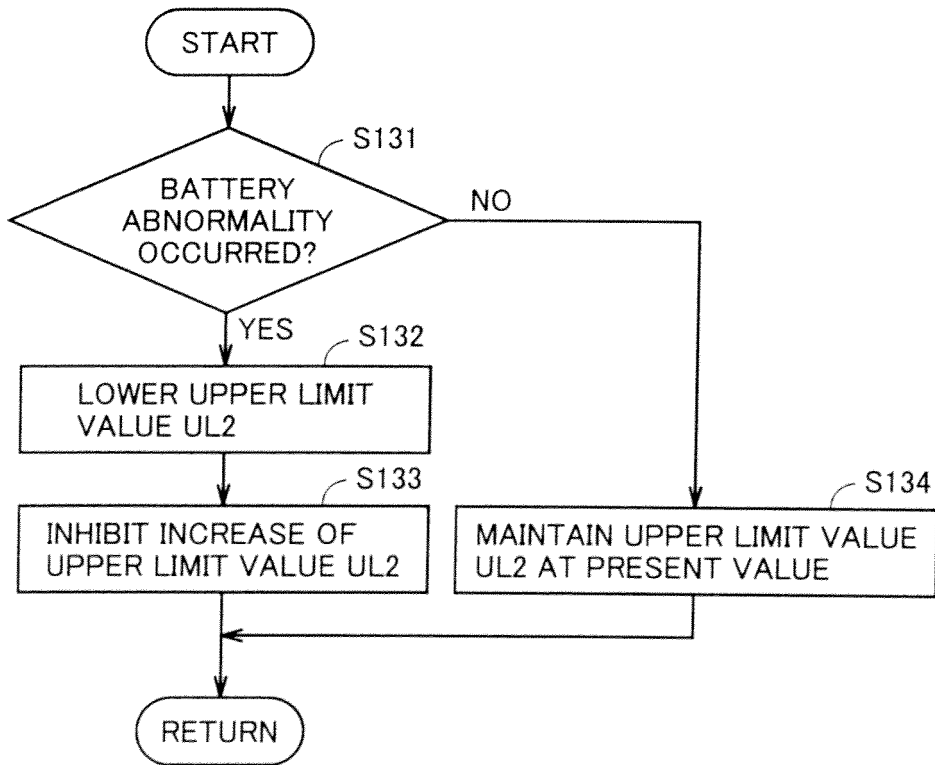 START
S131
BATTERY
ABNORMALITY
OCCURRED?
NO
YES
S132
LOWER UPPER LIMIT
VALUE UL2
S133
INHIBIT INCREASE OF
UPPER LIMIT VALUE UL2
S134
MAINTAIN UPPER LIMIT VALUE
UL2 AT PRESENT VALUE
RETURN